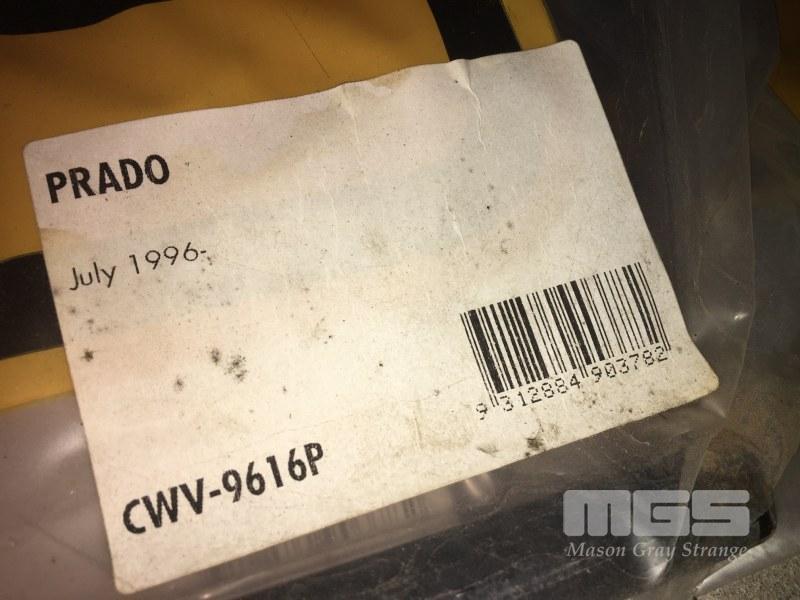 PRADO
July 1996-
9 312884 903782
CWV-9616P
MGS
Mason Gray Strange